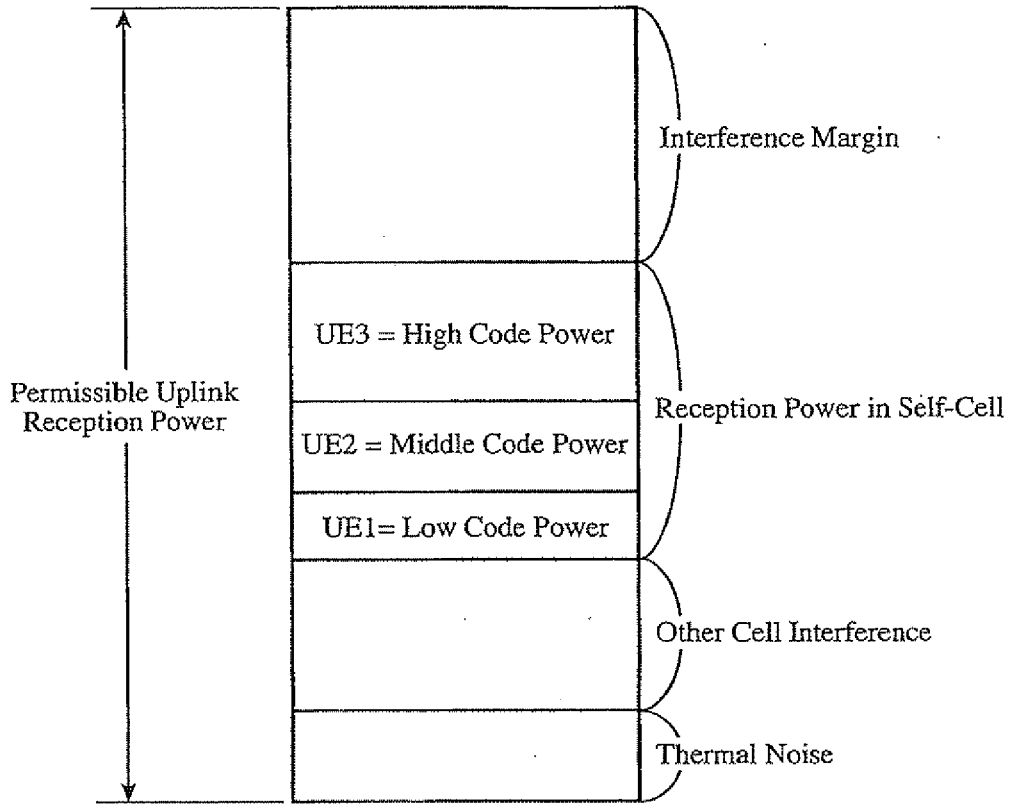 Interference Margin
UE3 = High Code Power
Permissible Uplink
Reception Power
Reception Power in Self-Cell
UE2 = Middle Code Power
UE1= Low Code Power
Other Cell Interference
Thermal Noise